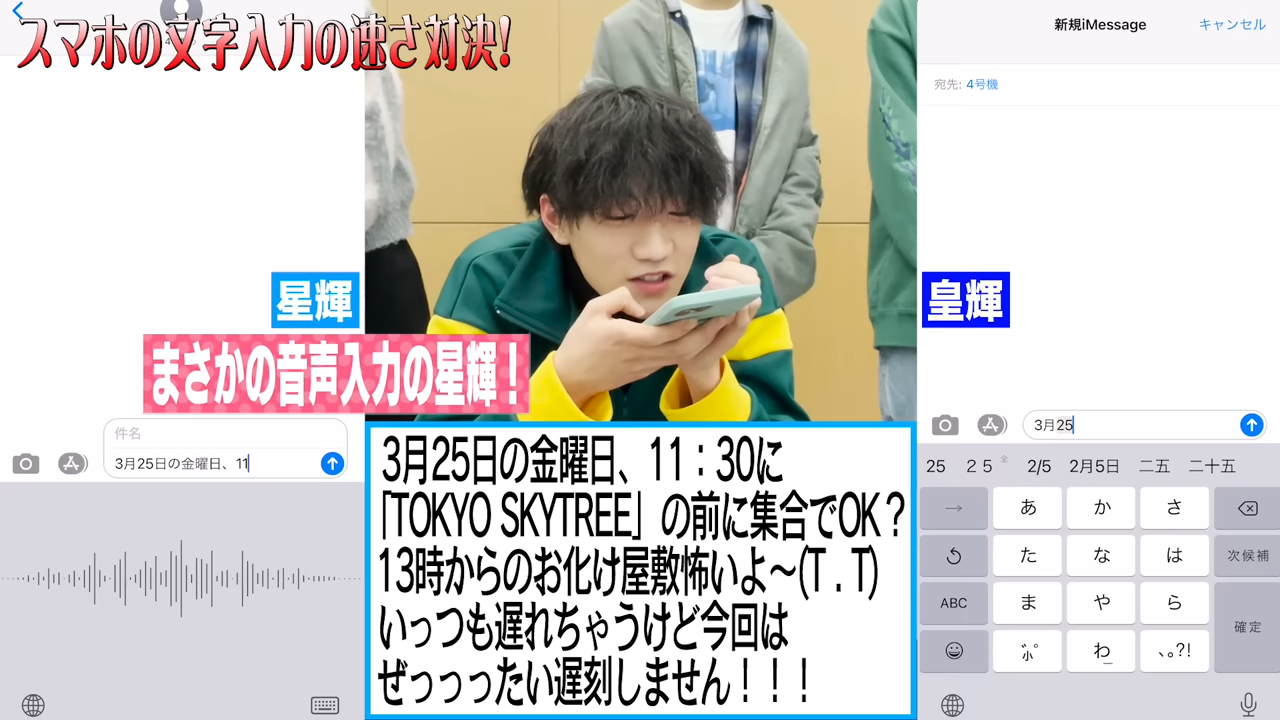 スマホの文字入力の速さ対決!
新規iMessage
キャンセル
宛先: 4号機
星輝
皇輝
まさかの音声入力の星輝！
件名
3月25日の金曜日、11
3月25日の金曜日、11：30に
「TOKYO SKYTREE」の前に集合でOK？
13時からのお化け屋敷怖いよ～(T . T)
いっつも遅れちゃうけど今回は
ぜっっったい遅刻しません！！！
3月25
25 ２５ 全 2/5 2月5日 二五 二十五
→ あ か さ
た な は 次候補
ABC ま や ら 確定
^^ 小゛゜ わ_ 、。?!